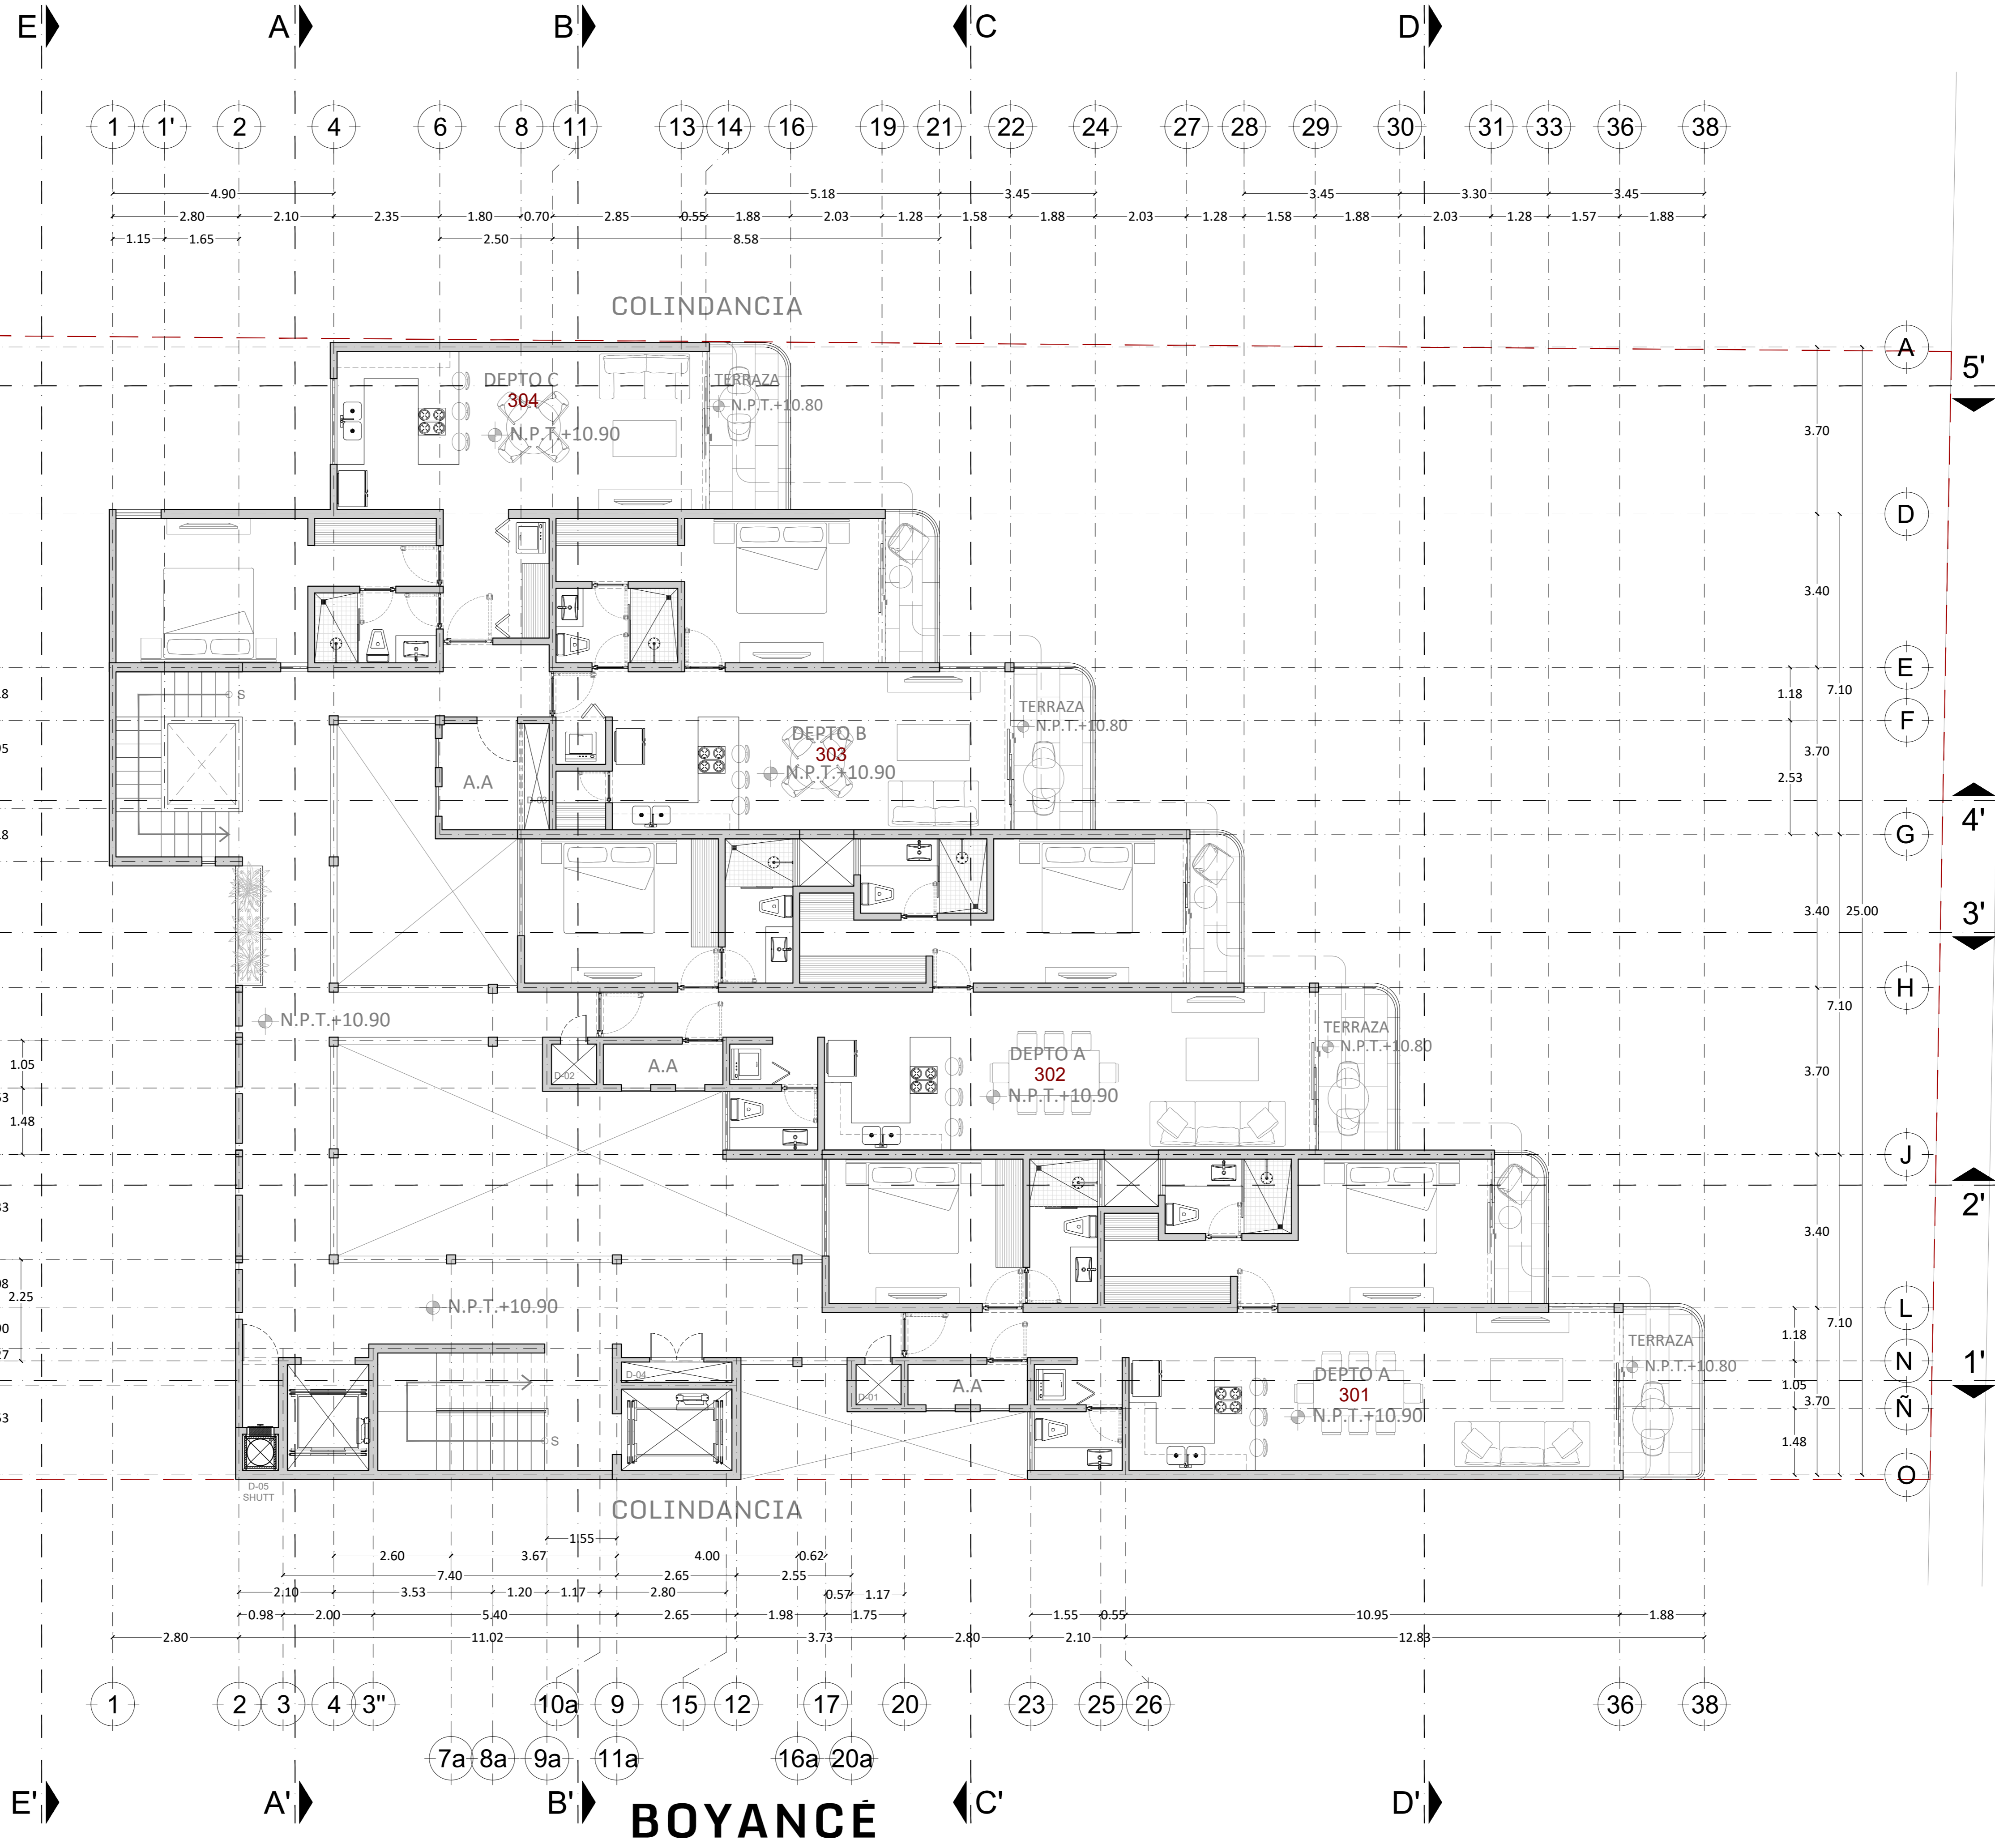 E A B C D
1 1' 2 4 6 8 11 13 14 16 19 21 22 24 27 28 29 30 31 33 36 38
4.90 5.18 3.45 3.45 3.30 3.45
2.80 2.10 2.35 1.80 0.70 2.85 0.55 1.88 2.03 1.28 1.58 1.88 2.03 1.28 1.58 1.88 2.03 1.28 1.57 1.88
1.15 1.65 2.50 8.58
COLINDANCIA
A
5'
DEPTO C
304
N.P.T.+10.90
TERRAZA
N.P.T.+10.80
3.70
D
3.40
E
S
1.18 7.10
TERRAZA
N.P.T.+10.80
F
DEPTO B
303
N.P.T.+10.90
A.A
D-03
3.70
2.53
4'
G
3.40 25.00
3'
H
N.P.T.+10.90
7.10
TERRAZA
N.P.T.+10.80
DEPTO A
302
N.P.T.+10.90
A.A
D-02
1.05
3.70
1.48
J
2'
3.40
2.25
N.P.T.+10.90
L
7.10
1.18
TERRAZA
N.P.T.+10.80
N
1'
DEPTO A
301
N.P.T.+10.90
A.A
D-04
D-01
1.05
3.70
Ñ
S
1.48
O
D-05
SHUTT
COLINDANCIA
1.55
2.60 3.67 4.00 0.62
7.40 2.65 2.55
2.10 3.53 1.20 1.17 2.80 0.57 1.17
0.98 2.00 5.40 2.65 1.98 1.75 1.55 0.55 10.95 1.88
2.80 11.02 3.73 2.80 2.10 12.83
1 2 3 4 3" 10a 9 15 12 17 20 23 25 26 36 38
7a 8a 9a 11a 16a 20a
E' A' B' C' D'
BOYANCÉ